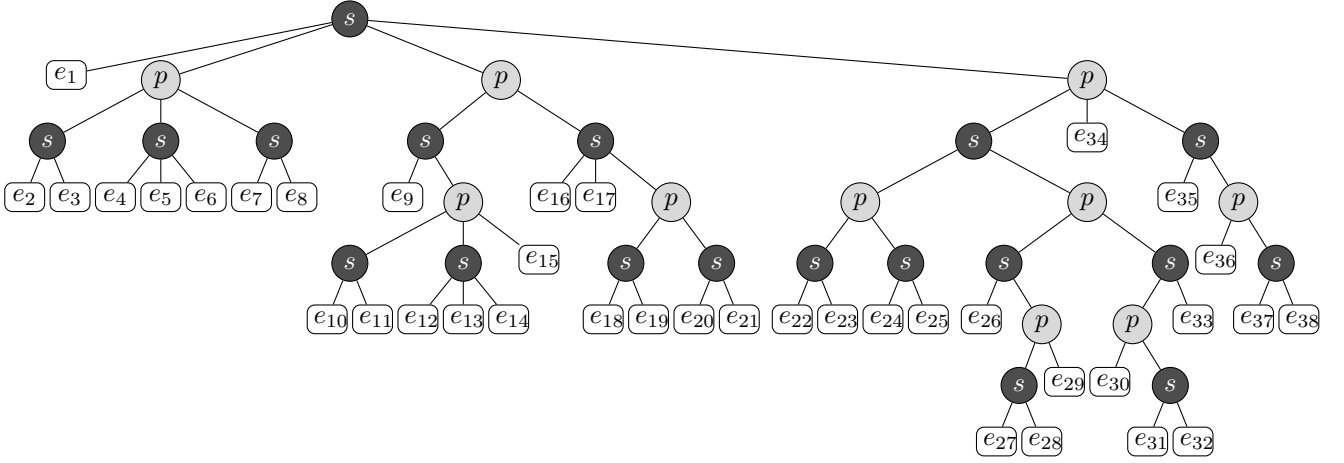 s
e1 p p p
s s s s s s e34 s
e2 e3 e4 e5 e6 e7 e8 e9 p e16 e17 p p p e35 p
s s e15 s s s s s s e36 s
e10 e11 e12 e13 e14 e18 e19 e20 e21 e22 e23 e24 e25 e26 p p e33 e37 e38
s e29 e30 s
e27 e28 e31 e32